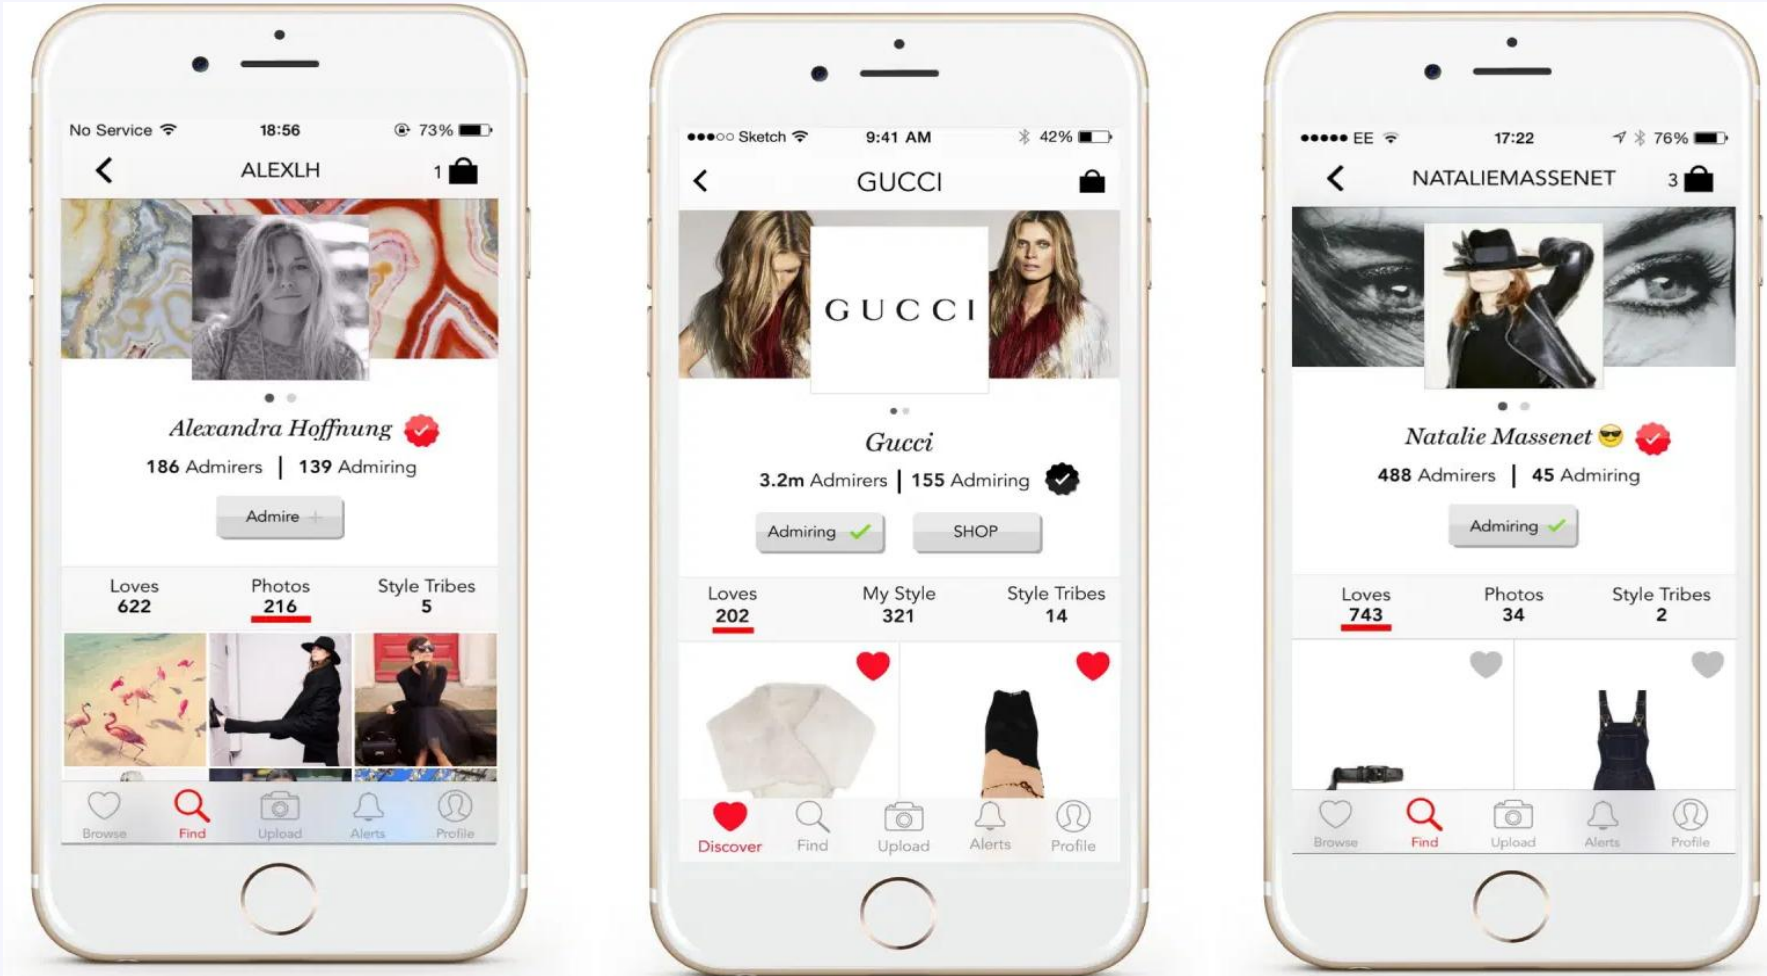 No Service 18:56 73%
ALEXLH 1
Alexandra Hoffnung
186 Admirers | 139 Admiring
Admire +
Loves Photos Style Tribes
622 216 5
Browse Find Upload Alerts Profile
Sketch 9:41 AM 42%
GUCCI
GUCCI
Gucci
3.2m Admirers | 155 Admiring
Admiring SHOP
Loves My Style Style Tribes
202 321 14
Discover Find Upload Alerts Profile
EE 17:22 76%
NATALIEMASSENET 3
Natalie Massenet 😎
488 Admirers | 45 Admiring
Admiring
Loves Photos Style Tribes
743 34 2
Browse Find Upload Alerts Profile